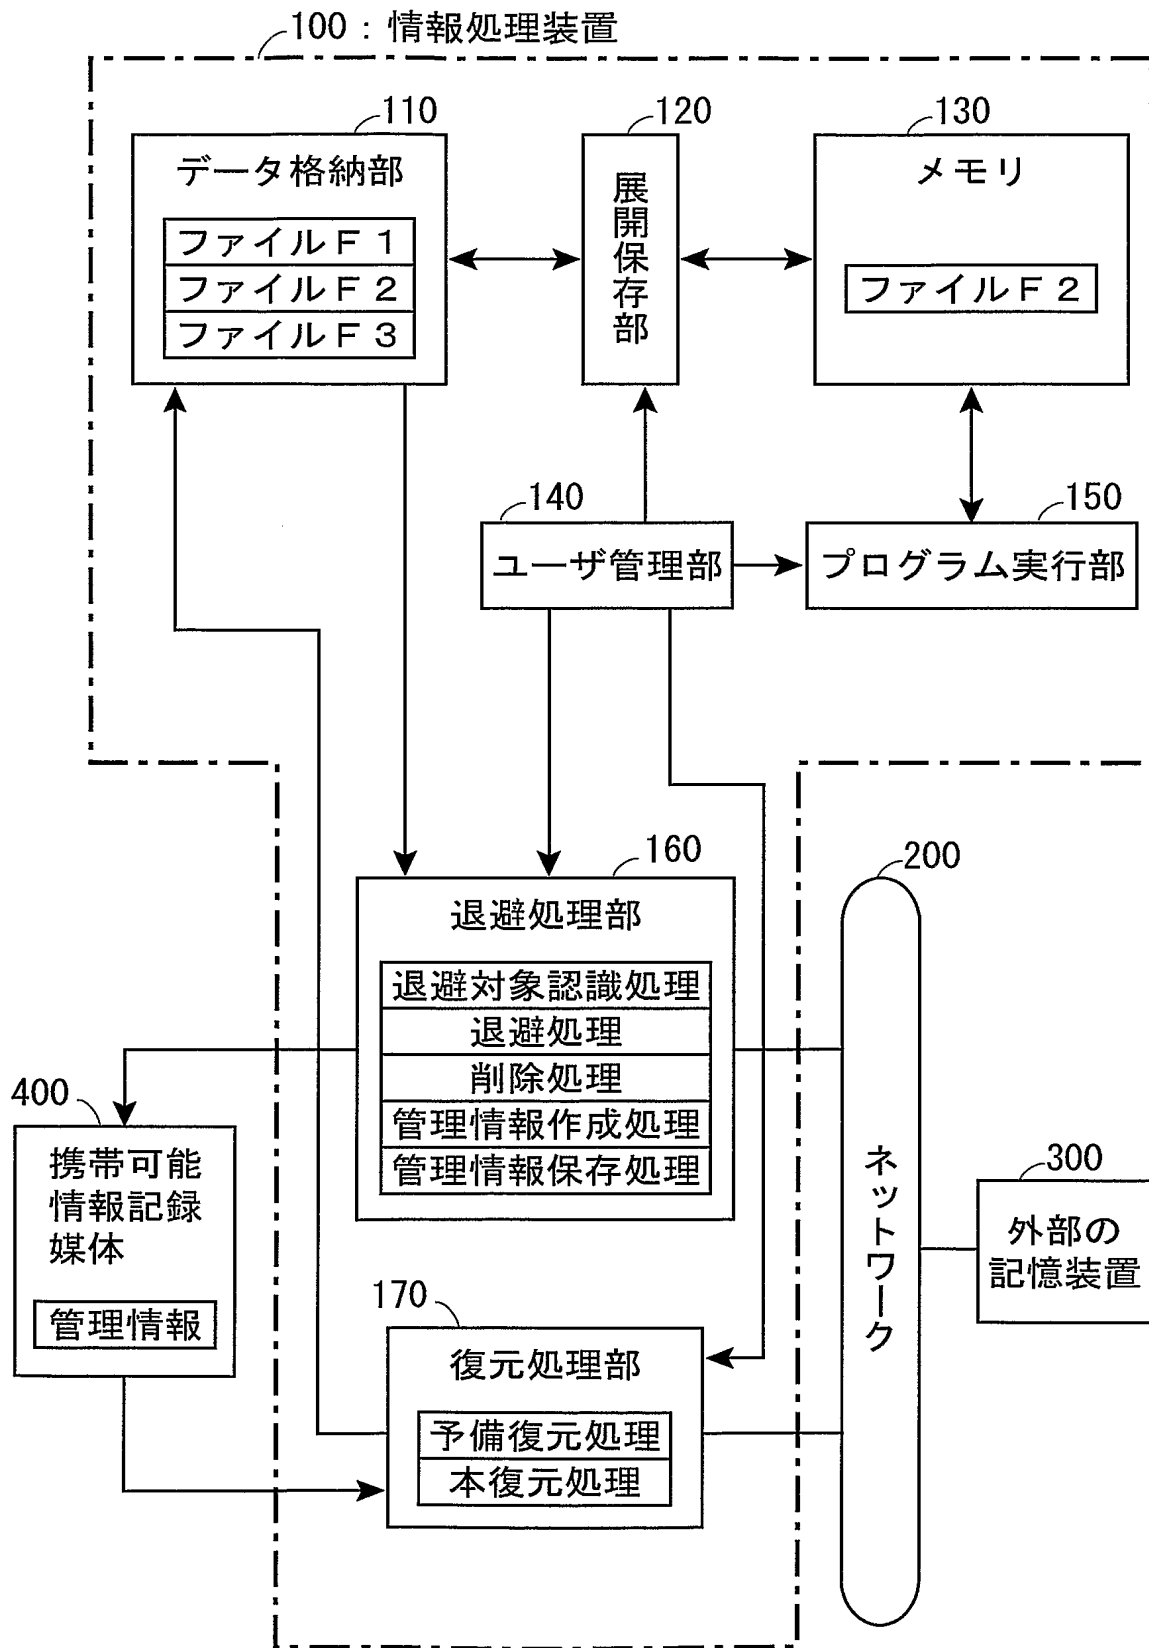 100：情報処理装置
110
データ格納部
ファイルＦ１
ファイルＦ２
ファイルＦ３
120
展開保存部
130
メモリ
ファイルＦ２
140
ユーザ管理部
150
プログラム実行部
160
退避処理部
退避対象認識処理
退避処理
削除処理
管理情報作成処理
管理情報保存処理
200
ネットワーク
300
外部の
記憶装置
400
携帯可能
情報記録
媒体
管理情報
170
復元処理部
予備復元処理
本復元処理